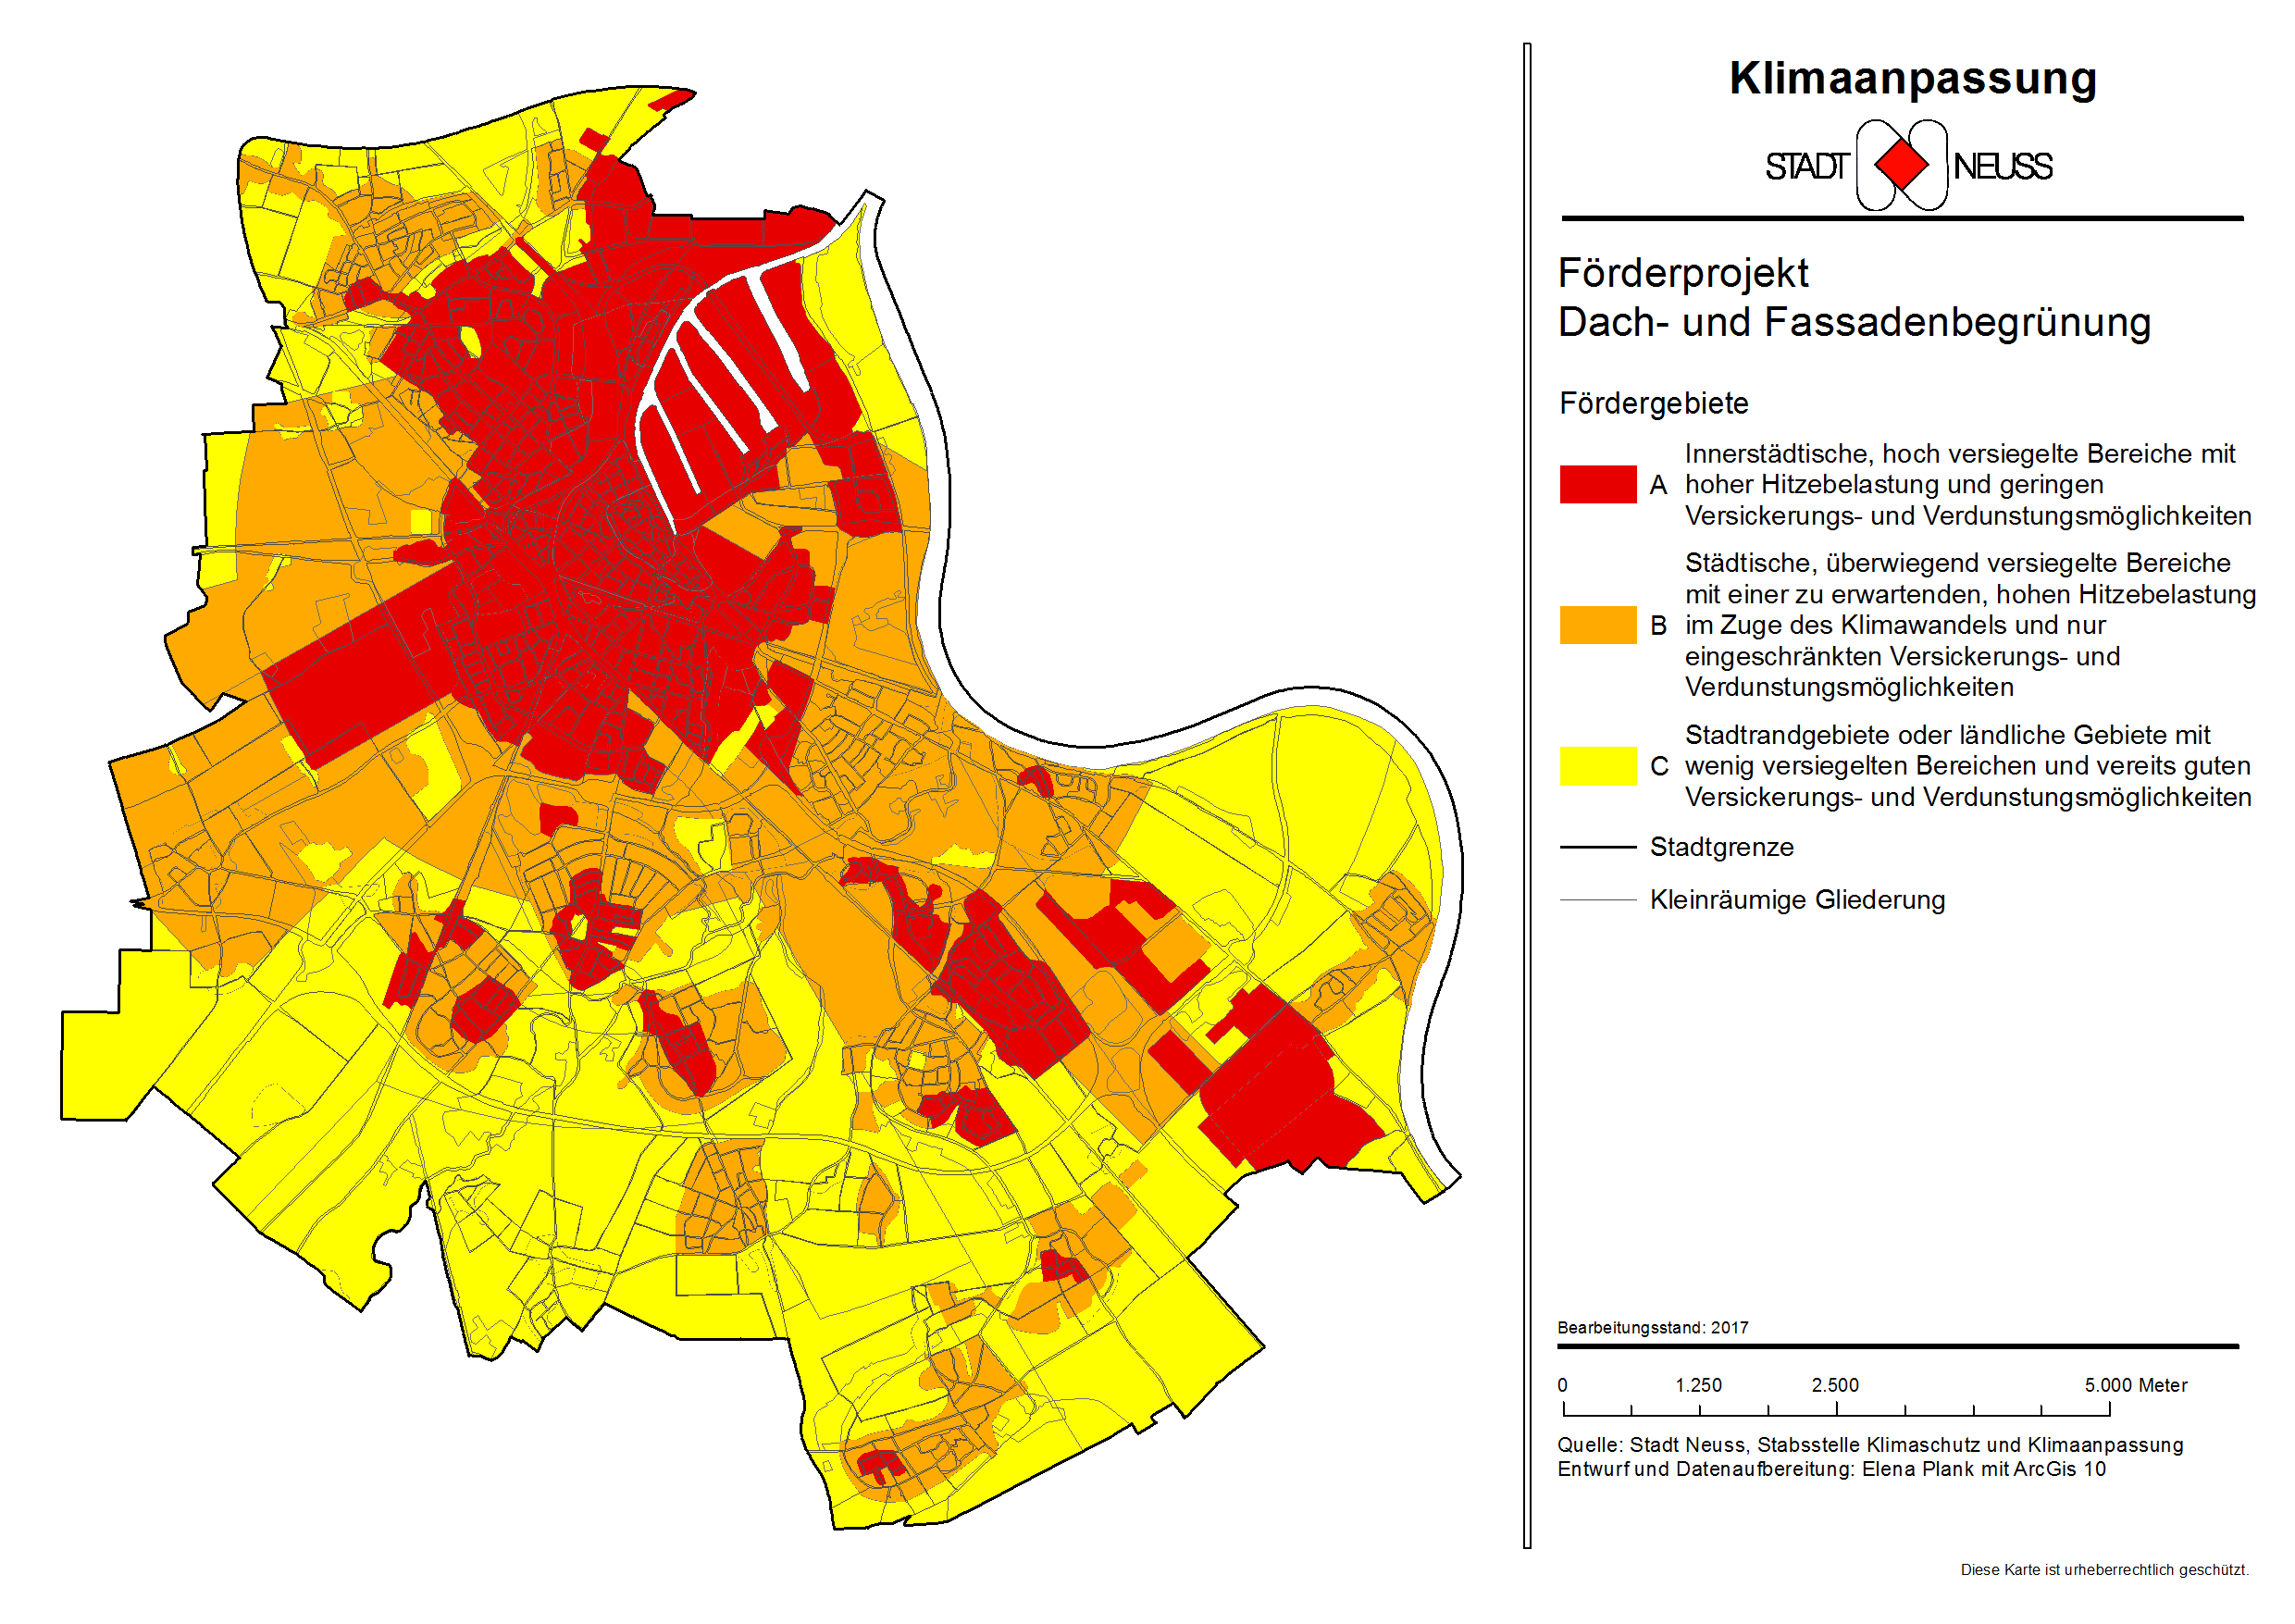 Klimaanpassung
STADT NEUSS
Förderprojekt
Dach- und Fassadenbegrünung
Fördergebiete
A Innerstädtische, hoch versiegelte Bereiche mit
hoher Hitzebelastung und geringen
Versickerungs- und Verdunstungsmöglichkeiten
B Städtische, überwiegend versiegelte Bereiche
mit einer zu erwartenden, hohen Hitzebelastung
im Zuge des Klimawandels und nur
eingeschränkten Versickerungs- und
Verdunstungsmöglichkeiten
C Stadtrandgebiete oder ländliche Gebiete mit
wenig versiegelten Bereichen und vereits guten
Versickerungs- und Verdunstungsmöglichkeiten
Stadtgrenze
Kleinräumige Gliederung
Bearbeitungsstand: 2017
0 1.250 2.500 5.000 Meter
Quelle: Stadt Neuss, Stabsstelle Klimaschutz und Klimaanpassung
Entwurf und Datenaufbereitung: Elena Plank mit ArcGis 10
Diese Karte ist urheberrechtlich geschützt.